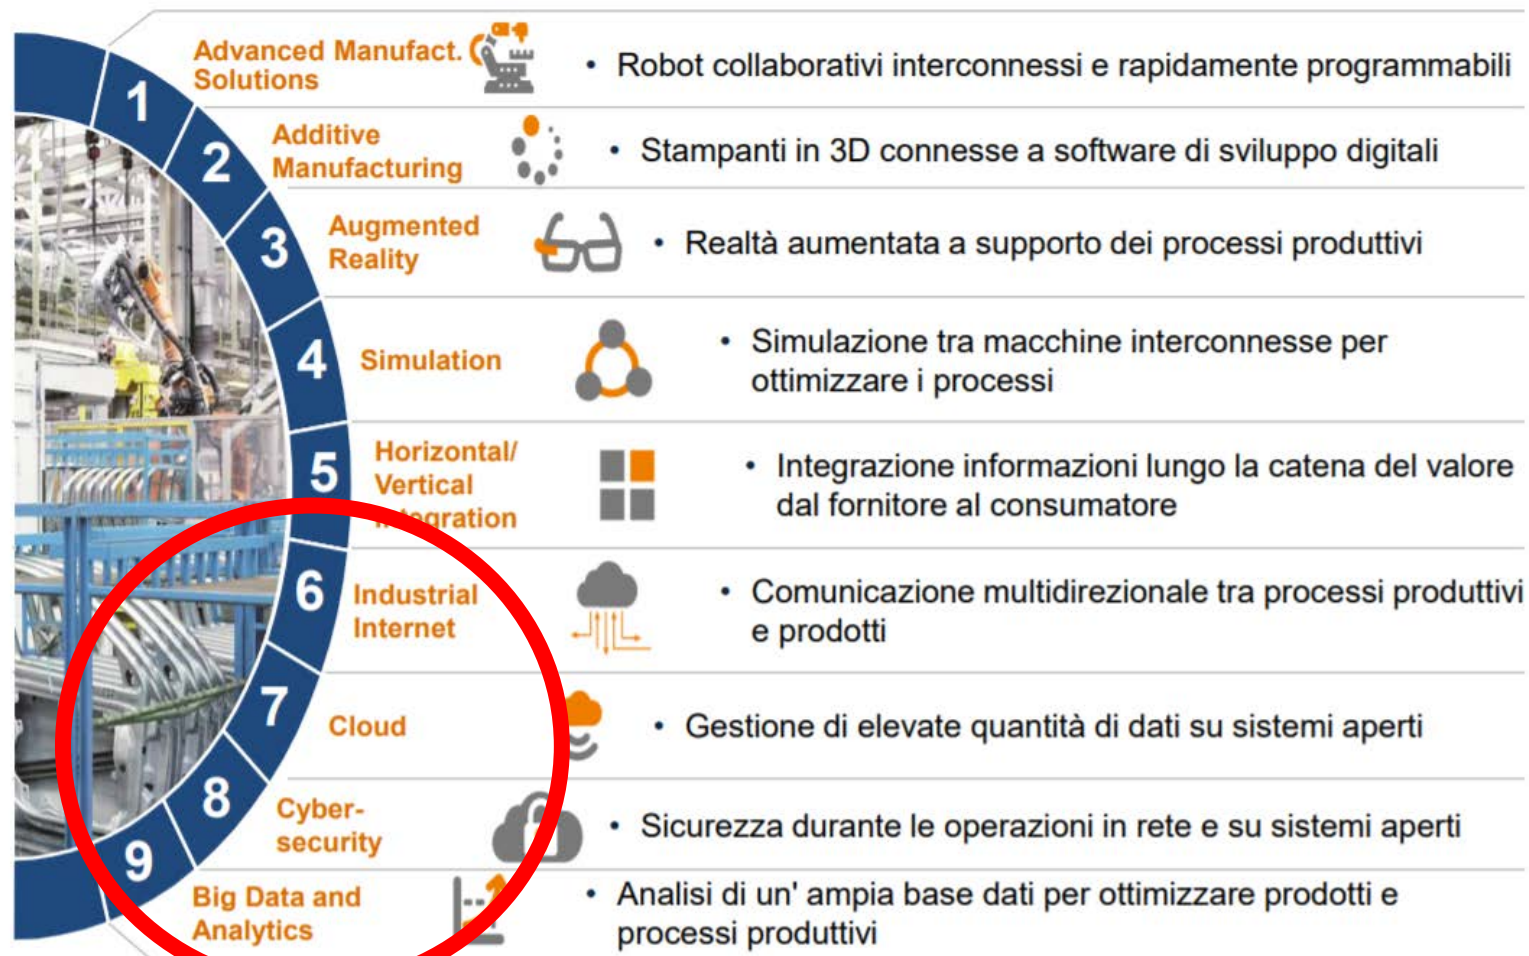 1
Advanced Manufact.
Solutions
• Robot collaborativi interconnessi e rapidamente programmabili
2
Additive
Manufacturing
• Stampanti in 3D connesse a software di sviluppo digitali
3
Augmented
Reality
• Realtà aumentata a supporto dei processi produttivi
4
Simulation
• Simulazione tra macchine interconnesse per
ottimizzare i processi
5
Horizontal/
Vertical
Integration
• Integrazione informazioni lungo la catena del valore
dal fornitore al consumatore
6
Industrial
Internet
• Comunicazione multidirezionale tra processi produttivi
e prodotti
7
Cloud
• Gestione di elevate quantità di dati su sistemi aperti
8
Cyber-
security
• Sicurezza durante le operazioni in rete e su sistemi aperti
9
Big Data and
Analytics
• Analisi di un' ampia base dati per ottimizzare prodotti e
processi produttivi